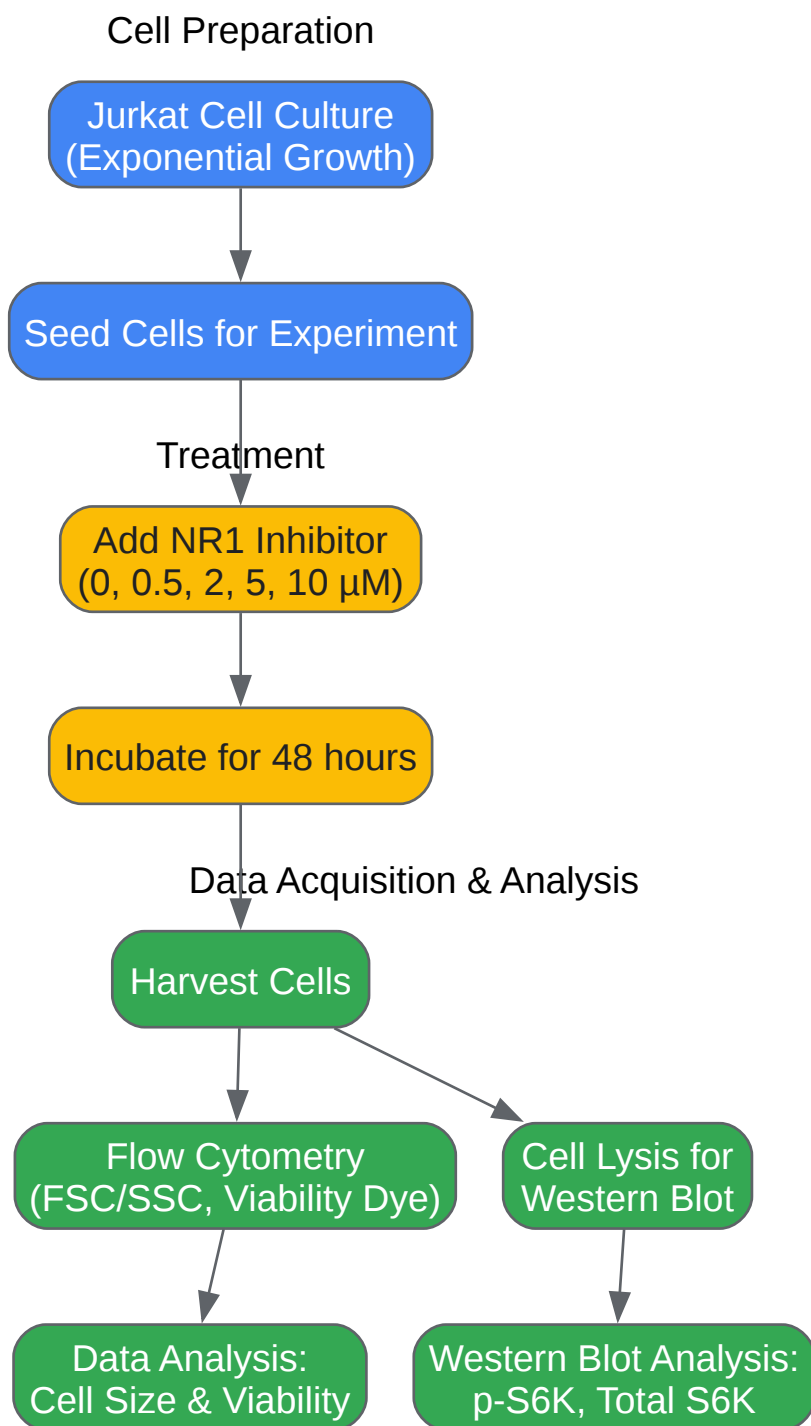 Cell Preparation
Jurkat Cell Culture
(Exponential Growth)
Seed Cells for Experiment
Treatment
Add NR1 Inhibitor
(0, 0.5, 2, 5, 10 µM)
Incubate for 48 hours
Data Acquisition & Analysis
Harvest Cells
Flow Cytometry
(FSC/SSC, Viability Dye)
Cell Lysis for
Western Blot
Data Analysis:
Cell Size & Viability
Western Blot Analysis:
p-S6K, Total S6K